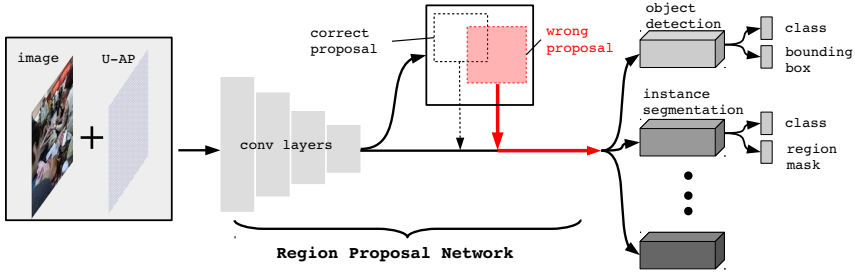 image
U-AP
conv layers
correct
proposal
wrong
proposal
Region Proposal Network
object
detection
class
bounding
box
instance
segmentation
class
region
mask